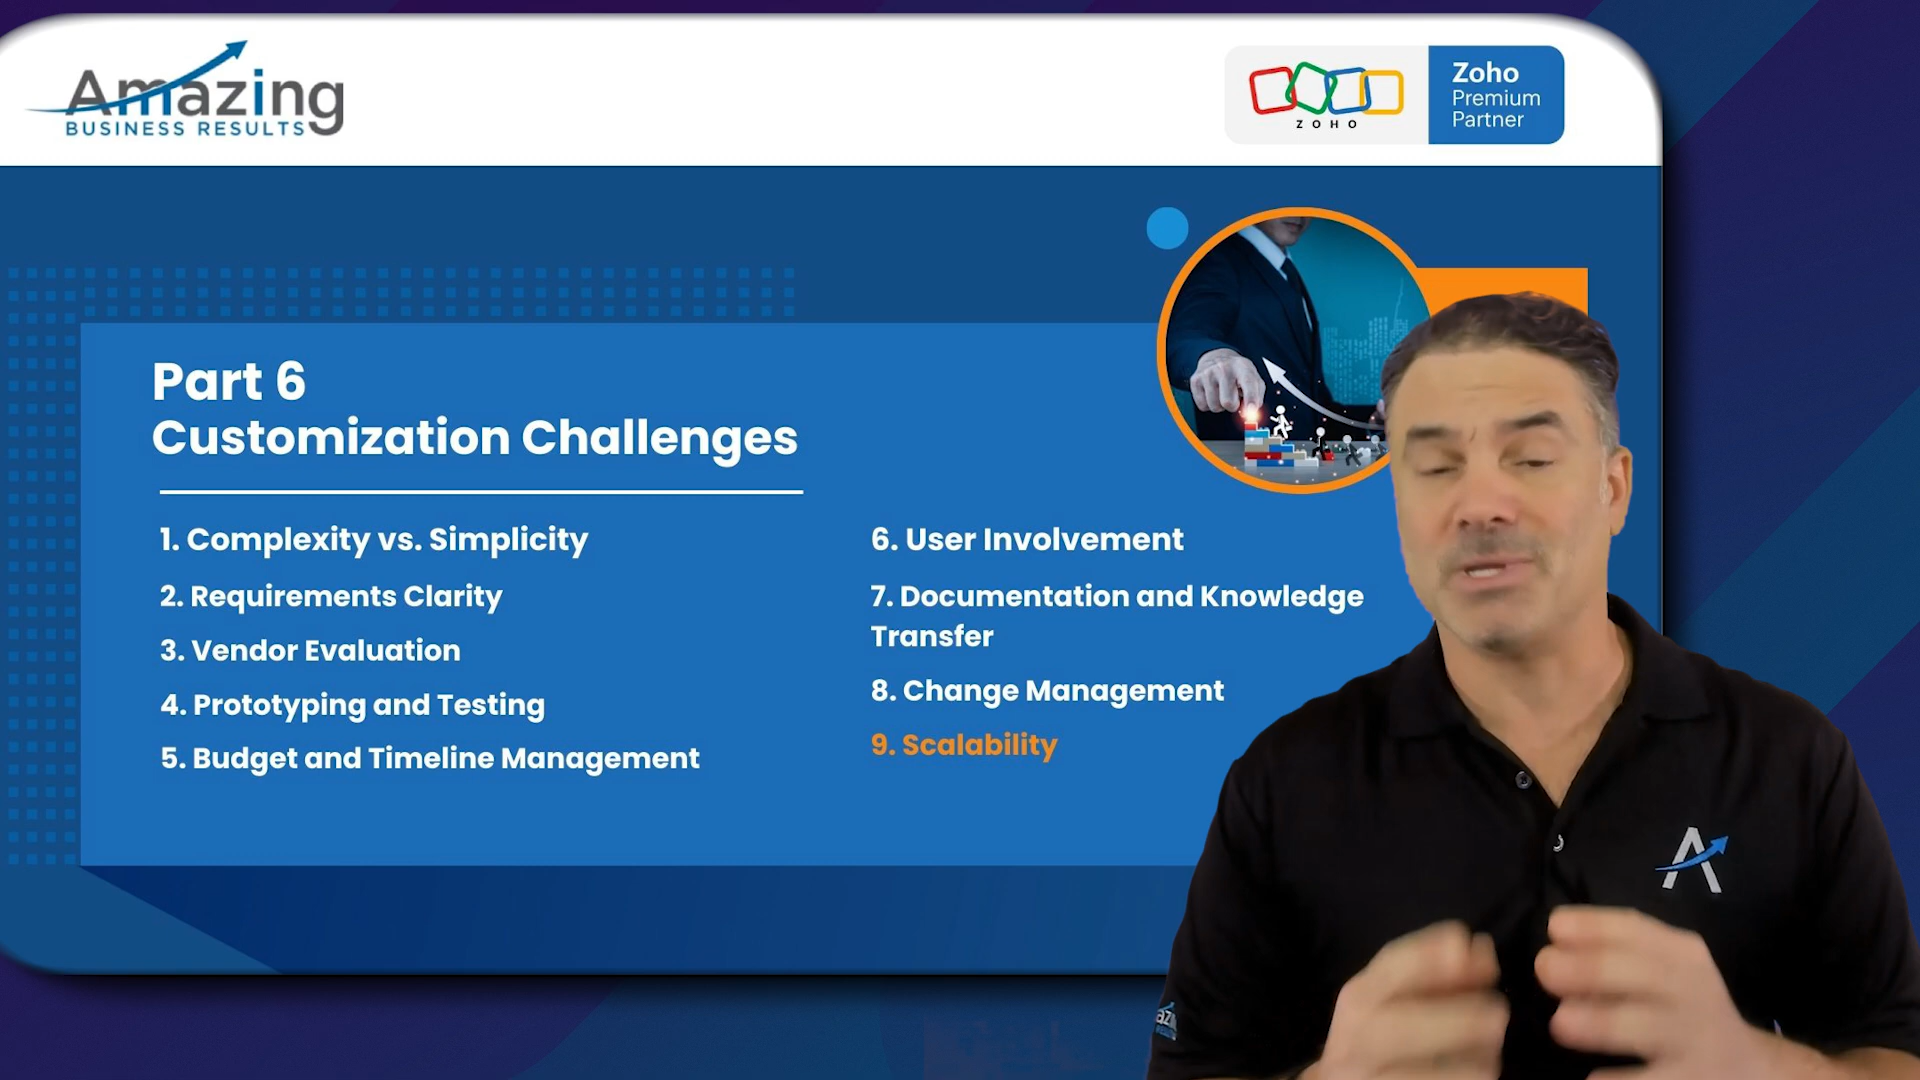 Amazing
BUSINESS RESULTS
ZOHO
Zoho
Premium
Partner
Part 6
Customization Challenges
1. Complexity vs. Simplicity
2. Requirements Clarity
3. Vendor Evaluation
4. Prototyping and Testing
5. Budget and Timeline Management
6. User Involvement
7. Documentation and Knowledge
Transfer
8. Change Management
9. Scalability
A